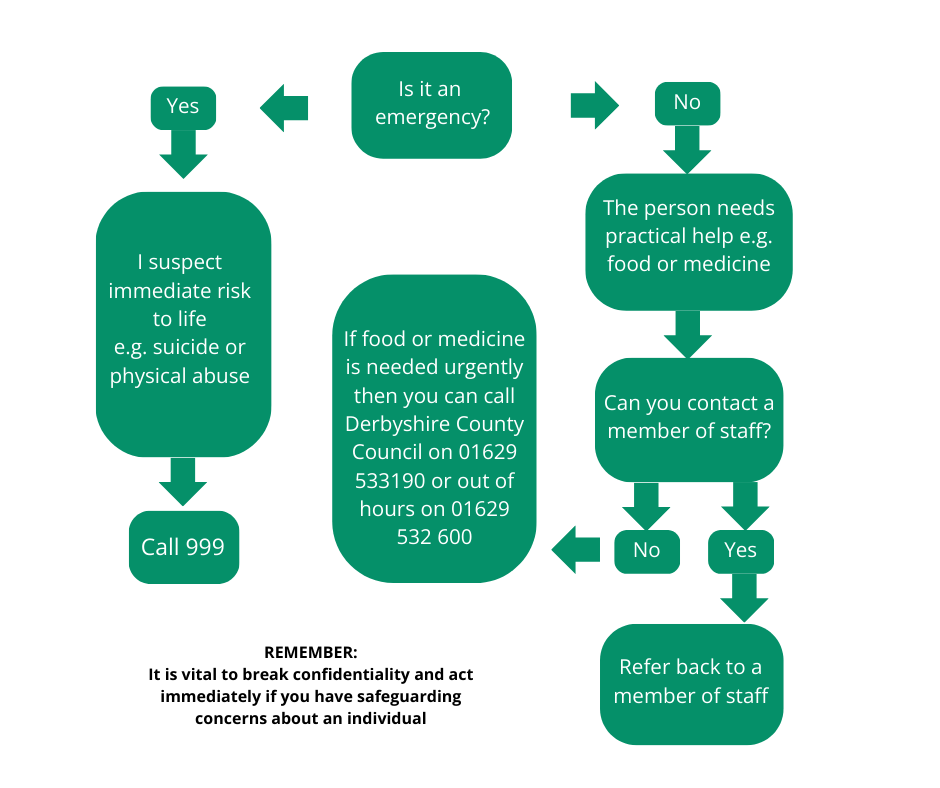 Is it an
emergency?
Yes
No
I suspect
immediate risk
to life
e.g. suicide or
physical abuse
Call 999
The person needs
practical help e.g.
food or medicine
Can you contact a
member of staff?
No
Yes
If food or medicine
is needed urgently
then you can call
Derbyshire County
Council on 01629
533190 or out of
hours on 01629
532 600
Refer back to a
member of staff
REMEMBER:
It is vital to break confidentiality and act
immediately if you have safeguarding
concerns about an individual